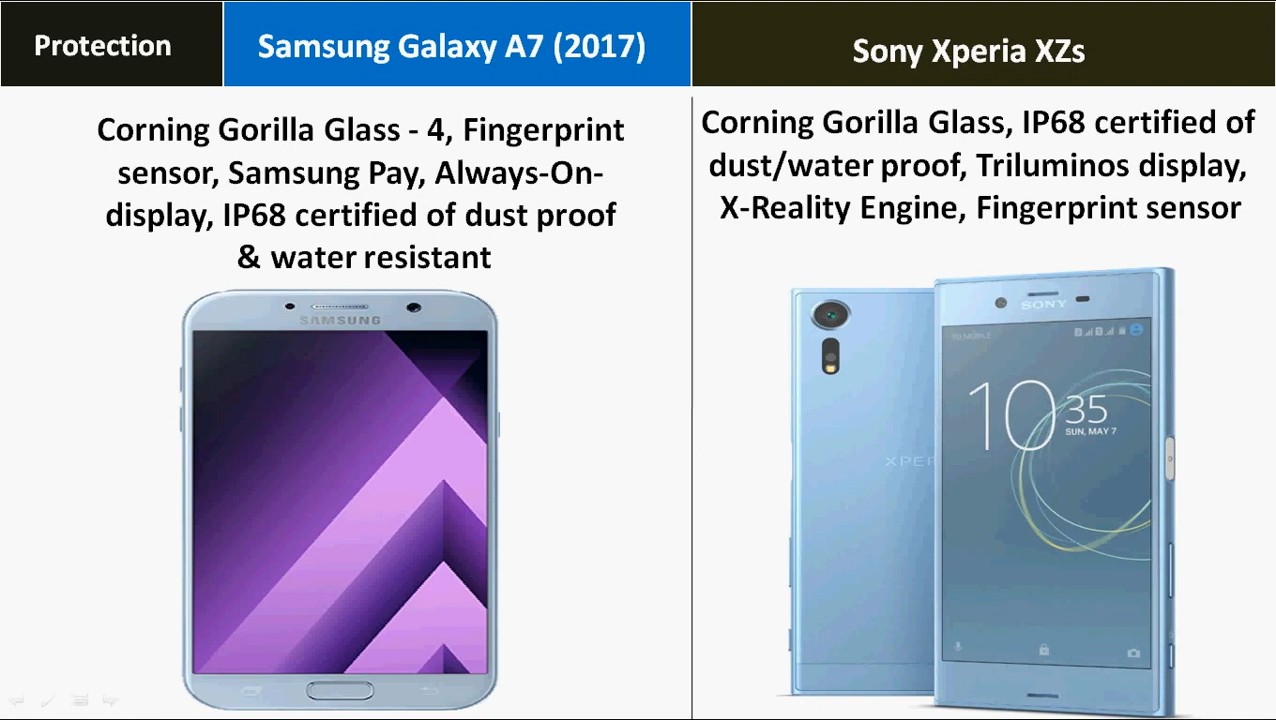 Protection
Samsung Galaxy A7 (2017)
Sony Xperia XZs
Corning Gorilla Glass - 4, Fingerprint
sensor, Samsung Pay, Always-On-
display, IP68 certified of dust proof
& water resistant
Corning Gorilla Glass, IP68 certified of
dust/water proof, Triluminos display,
X-Reality Engine, Fingerprint sensor
SAMSUNG
SONY
10 35
SUN, MAY 7
XPER